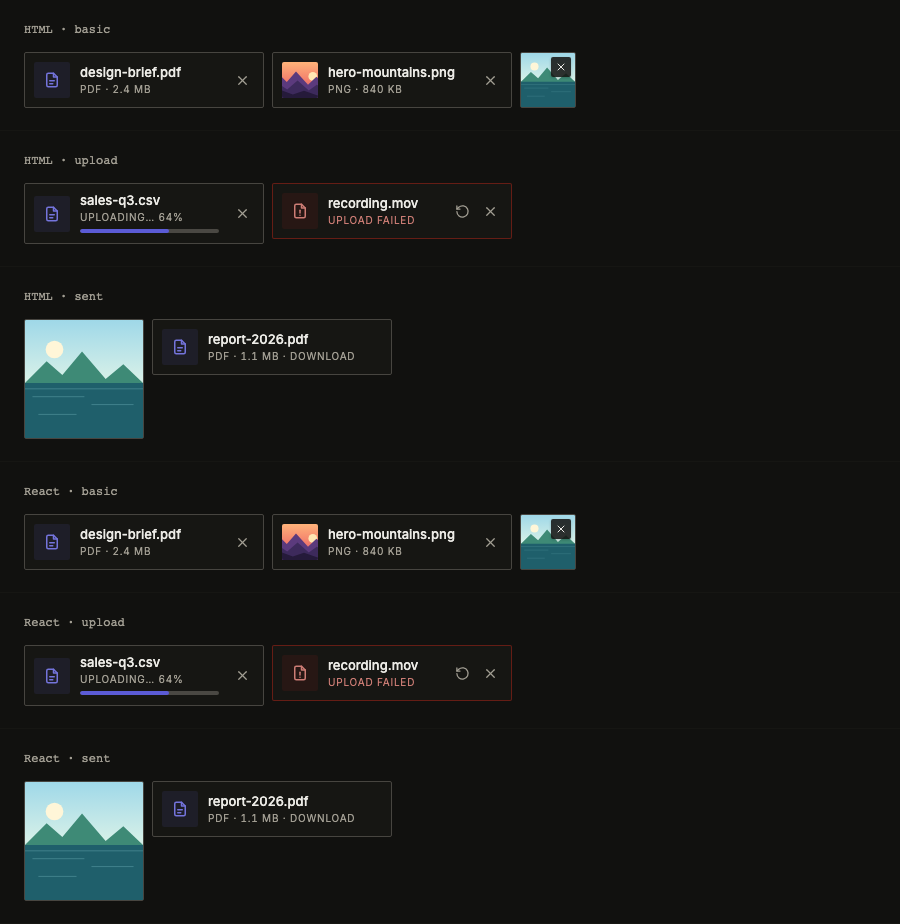 HTML · basic
design-brief.pdf
PDF · 2.4 MB
hero-mountains.png
PNG · 840 KB
HTML · upload
sales-q3.csv
UPLOADING… 64%
recording.mov
UPLOAD FAILED
HTML · sent
report-2026.pdf
PDF · 1.1 MB · DOWNLOAD
React · basic
design-brief.pdf
PDF · 2.4 MB
hero-mountains.png
PNG · 840 KB
React · upload
sales-q3.csv
UPLOADING… 64%
recording.mov
UPLOAD FAILED
React · sent
report-2026.pdf
PDF · 1.1 MB · DOWNLOAD